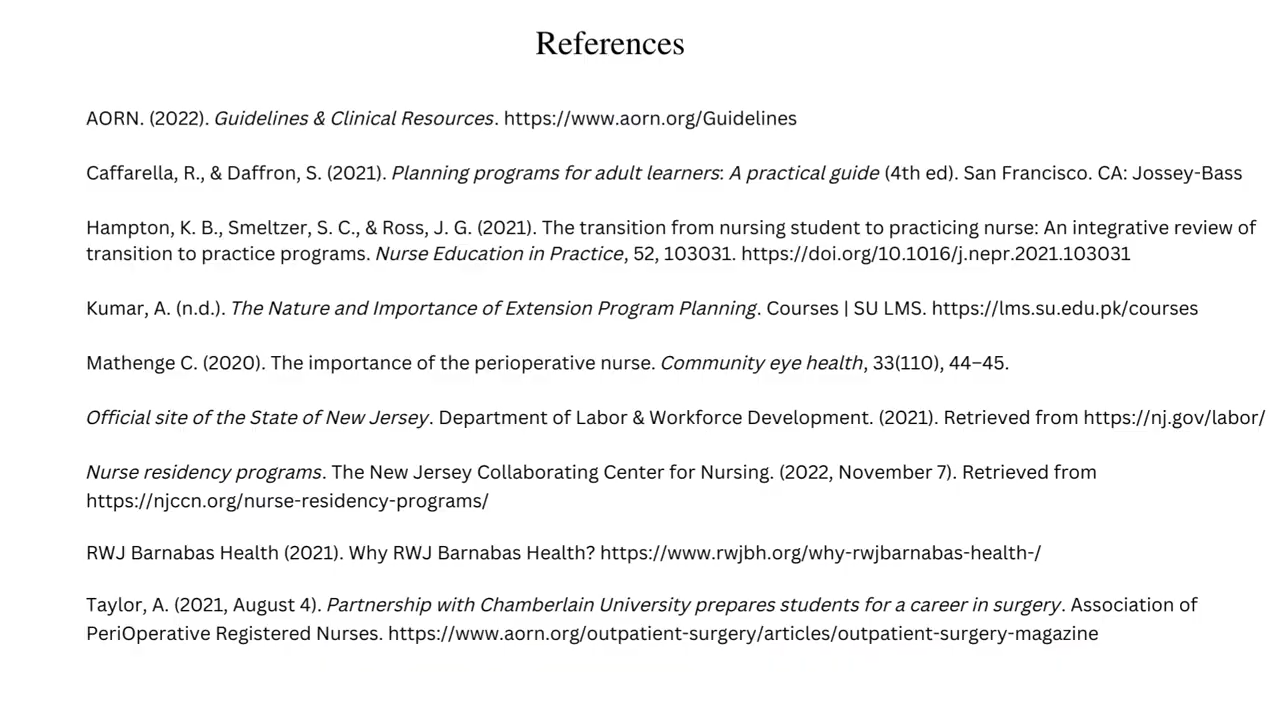 References
AORN. (2022). Guidelines & Clinical Resources. https://www.aorn.org/Guidelines
Caffarella, R., & Daffron, S. (2021). Planning programs for adult learners: A practical guide (4th ed). San Francisco. CA: Jossey-Bass
Hampton, K. B., Smeltzer, S. C., & Ross, J. G. (2021). The transition from nursing student to practicing nurse: An integrative review of
transition to practice programs. Nurse Education in Practice, 52, 103031. https://doi.org/10.1016/j.nepr.2021.103031
Kumar, A. (n.d.). The Nature and Importance of Extension Program Planning. Courses | SU LMS. https://lms.su.edu.pk/courses
Mathenge C. (2020). The importance of the perioperative nurse. Community eye health, 33(110), 44–45.
Official site of the State of New Jersey. Department of Labor & Workforce Development. (2021). Retrieved from https://nj.gov/labor/
Nurse residency programs. The New Jersey Collaborating Center for Nursing. (2022, November 7). Retrieved from
https://njccn.org/nurse-residency-programs/
RWJ Barnabas Health (2021). Why RWJ Barnabas Health? https://www.rwjbh.org/why-rwjbarnabas-health-/
Taylor, A. (2021, August 4). Partnership with Chamberlain University prepares students for a career in surgery. Association of
PeriOperative Registered Nurses. https://www.aorn.org/outpatient-surgery/articles/outpatient-surgery-magazine